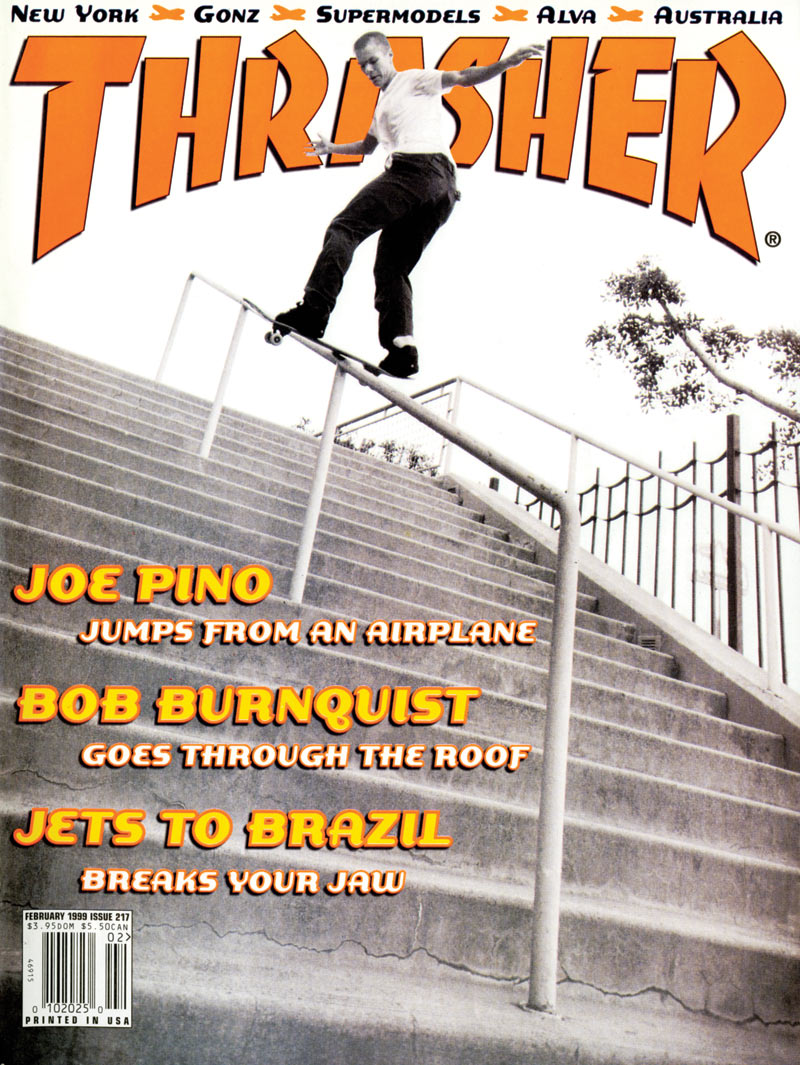 New York Gonz Supermodels Alva Australia
THRASHER
®
JOE PINO
JUMPS FROM AN AIRPLANE
BOB BURNQUIST
GOES THROUGH THE ROOF
JETS TO BRAZIL
BREAKS YOUR JAW
FEBRUARY 1999 ISSUE 217
$3.95DOM $5.50CAN
02>
46915
0 102025 0
PRINTED IN USA